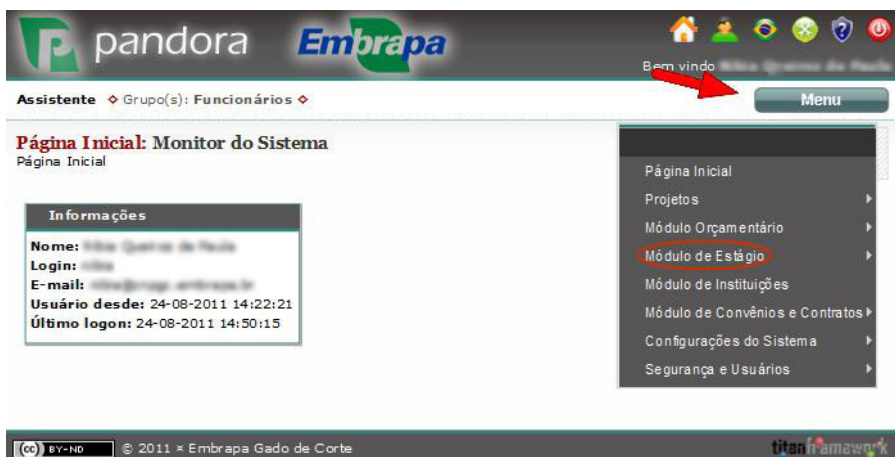 pandora Embrapa
Bem vindo
Assistente Grupo(s): Funcionários
Menu
Página Inicial: Monitor do Sistema
Página Inicial
Informações
Nome:
Login:
E-mail:
Usuário desde: 24-08-2011 14:22:21
Último logon: 24-08-2011 14:50:15
Página Inicial
Projetos
Módulo Orçamentário
Módulo de Estágio
Módulo de Instituições
Módulo de Convênios e Contratos
Configurações do Sistema
Segurança e Usuários
(cc) BY-ND © 2011 × Embrapa Gado de Corte
titanframework